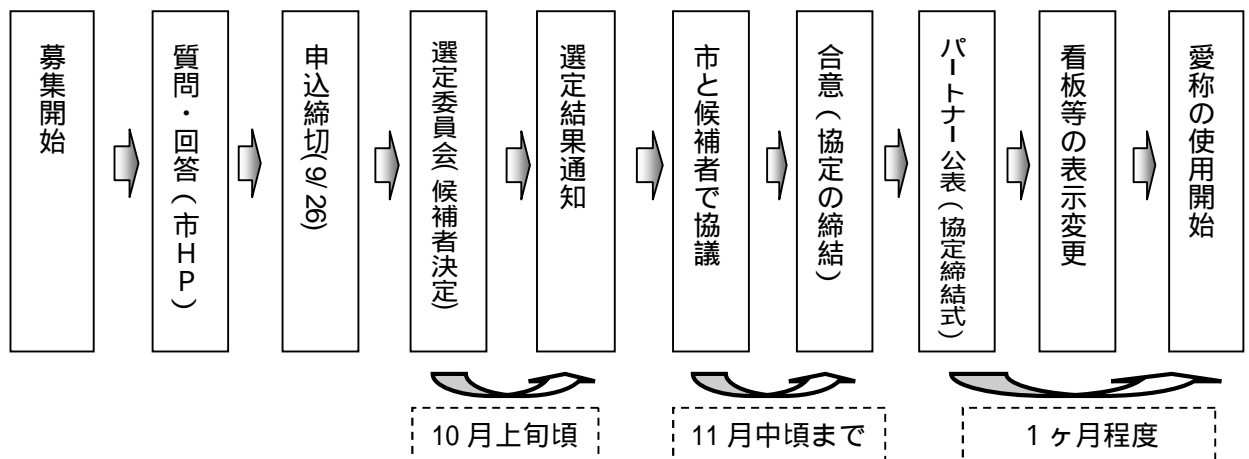 募集開始
質問・回答(市HP)
申込締切(9/26)
選定委員会(候補者決定)
選定結果通知
市と候補者で協議
合意(協定の締結)
パートナー公表(協定締結式)
看板等の表示変更
愛称の使用開始
10月上旬頃
11月中頃まで
1ヶ月程度